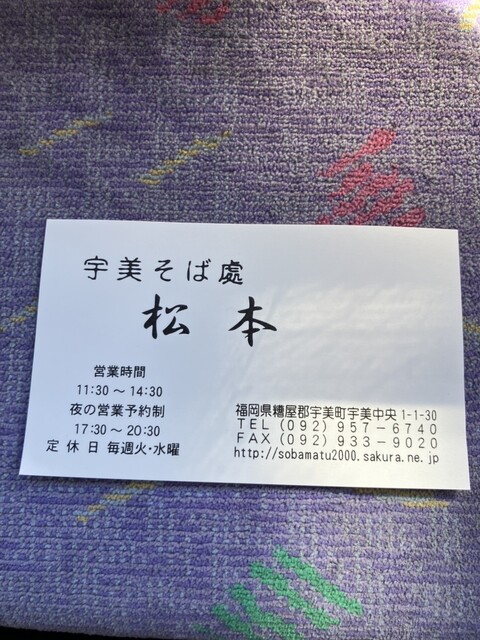 宇美そば處
松本
営業時間
11:30～14:30
夜の営業予約制
17:30～20:30
定休日 毎週火・水曜
福岡県糟屋郡宇美町宇美中央1-1-30
TEL (092) 957－6740
FAX (092) 933－9020
http://sobamatu2000.sakura.ne.jp